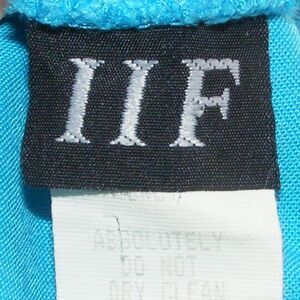 IIF
ABSOLUTELY
DO NOT
DRY CLEAN